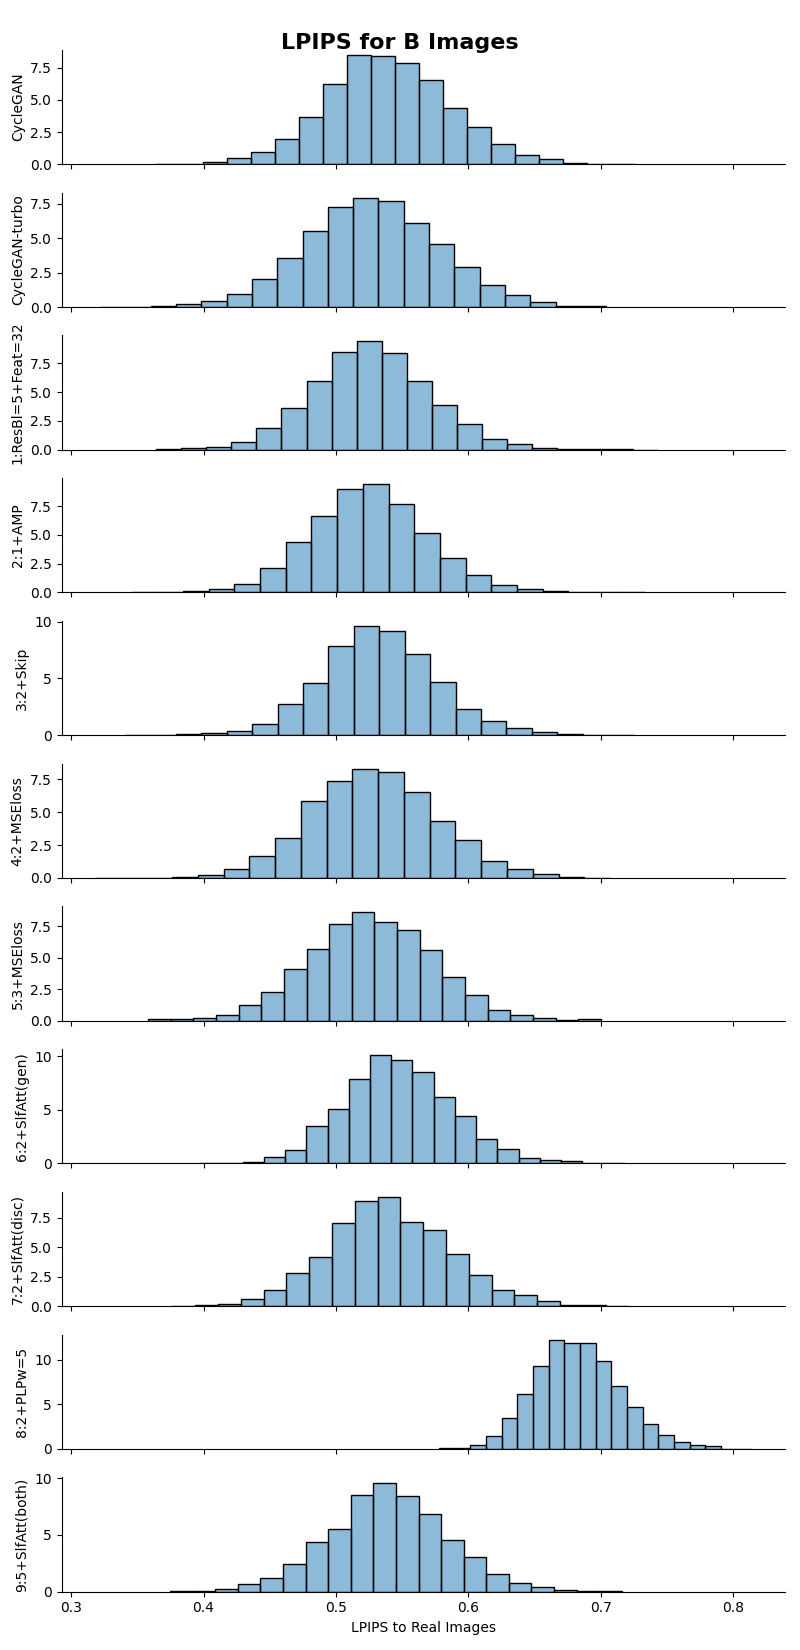 LPIPS for B Images
CycleGAN
7.5
5.0
2.5
0.0
CycleGAN-turbo
7.5
5.0
2.5
0.0
1:ResBl=5+Feat=32
7.5
5.0
2.5
0.0
2:1+AMP
7.5
5.0
2.5
0.0
3:2+Skip
10
5
0
4:2+MSEloss
7.5
5.0
2.5
0.0
5:3+MSEloss
7.5
5.0
2.5
0.0
6:2+SlfAtt(gen)
10
5
0
7:2+SlfAtt(disc)
7.5
5.0
2.5
0.0
8:2+PLPw=5
10
5
0
9:5+SlfAtt(both)
10
5
0
0.3 0.4 0.5 0.6 0.7 0.8
LPIPS to Real Images